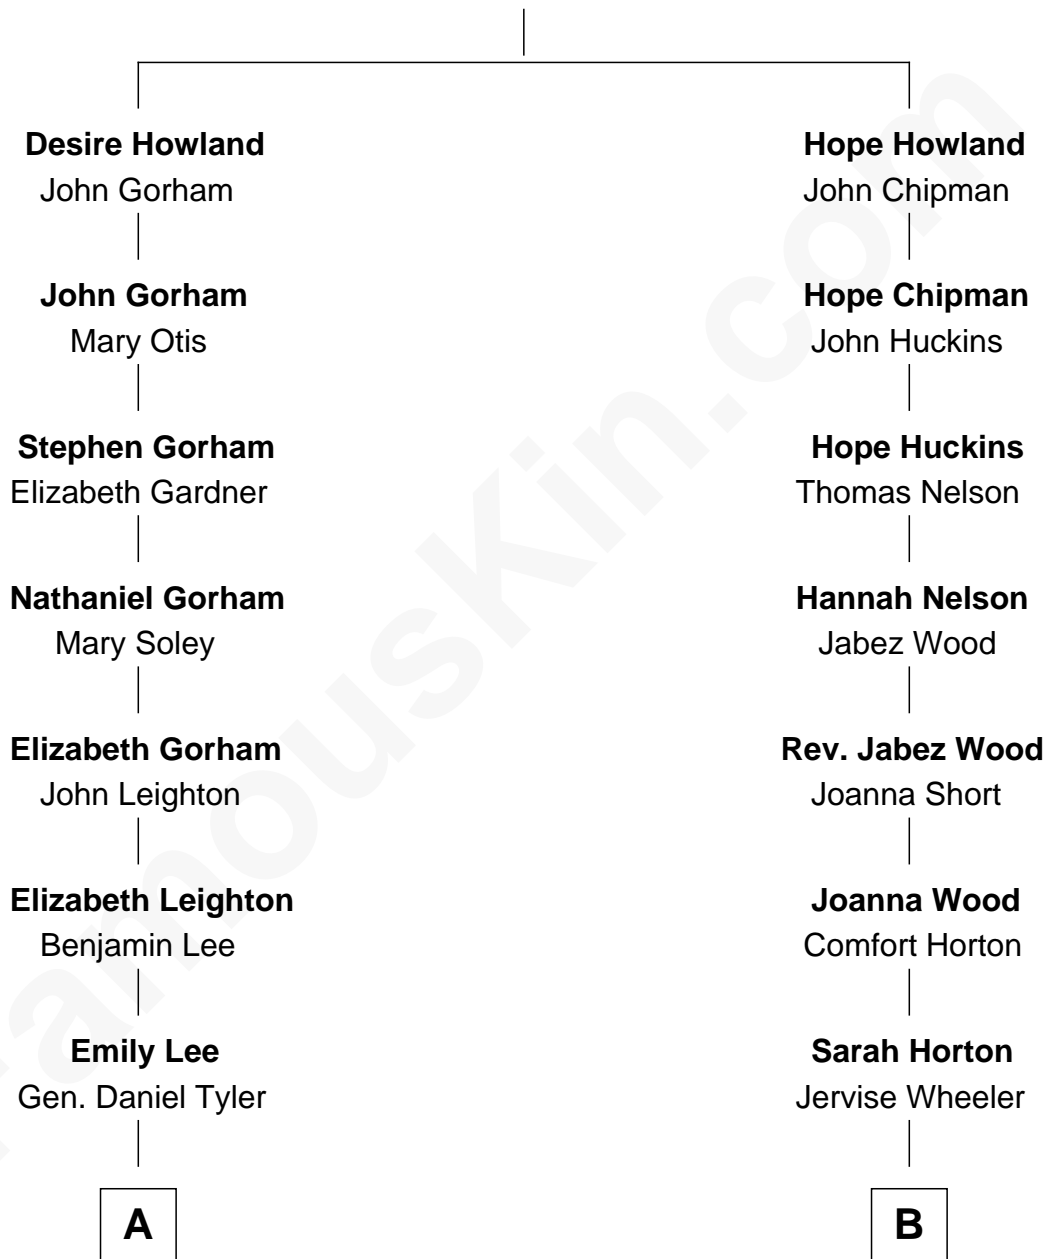 Desire Howland
John Gorham
John Gorham
Mary Otis
Stephen Gorham
Elizabeth Gardner
Nathaniel Gorham
Mary Soley
Elizabeth Gorham
John Leighton
Elizabeth Leighton
Benjamin Lee
Emily Lee
Gen. Daniel Tyler
A
Hope Howland
John Chipman
Hope Chipman
John Huckins
Hope Huckins
Thomas Nelson
Hannah Nelson
Jabez Wood
Rev. Jabez Wood
Joanna Short
Joanna Wood
Comfort Horton
Sarah Horton
Jervise Wheeler
B
FamousKin.com